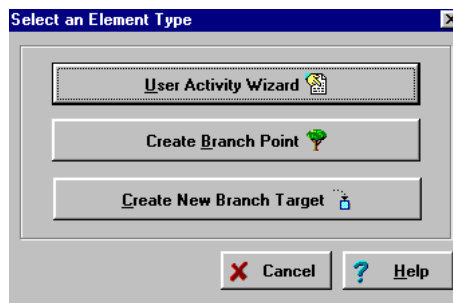 Select an Element Type
User Activity Wizard
Create Branch Point
Create New Branch Target
Cancel
Help